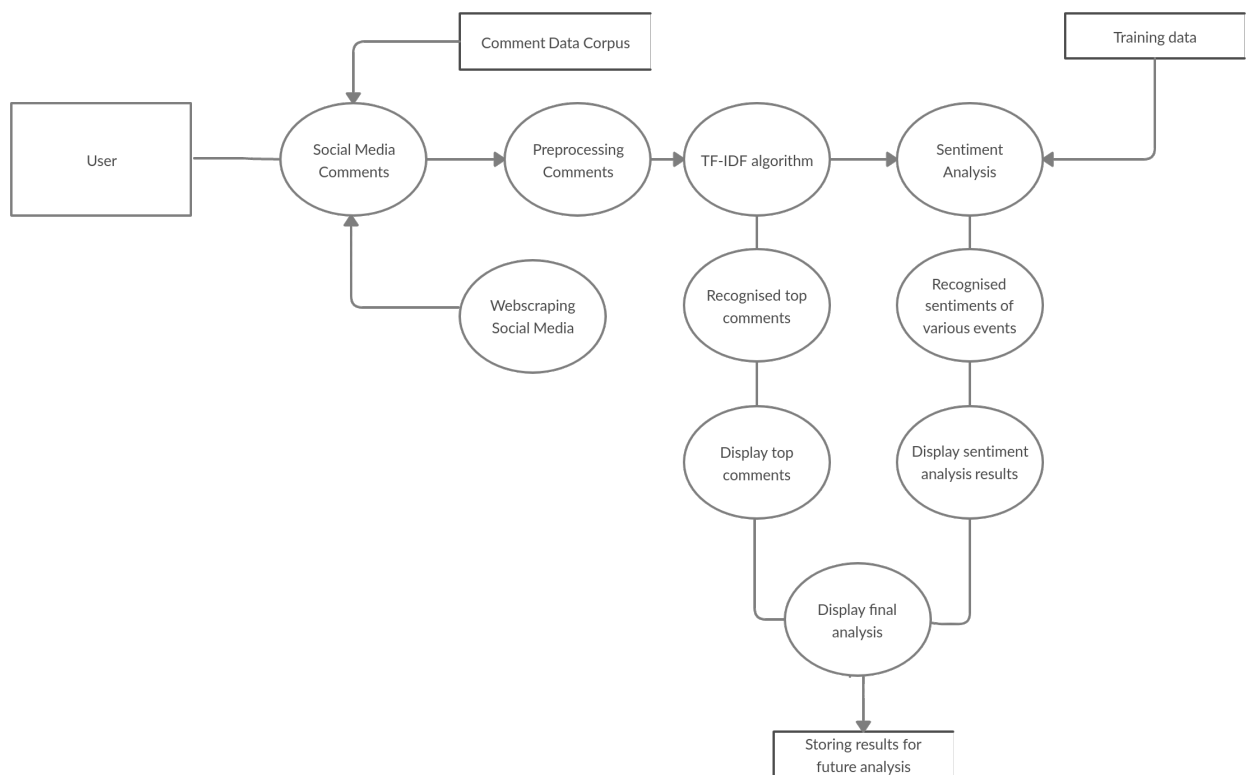 Comment Data Corpus
Training data
User
Social Media
Comments
Preprocessing
Comments
TF-IDF algorithm
Sentiment
Analysis
Webscraping
Social Media
Recognised top
comments
Recognised
sentiments of
various events
Display top
comments
Display sentiment
analysis results
Display final
analysis
Storing results for
future analysis